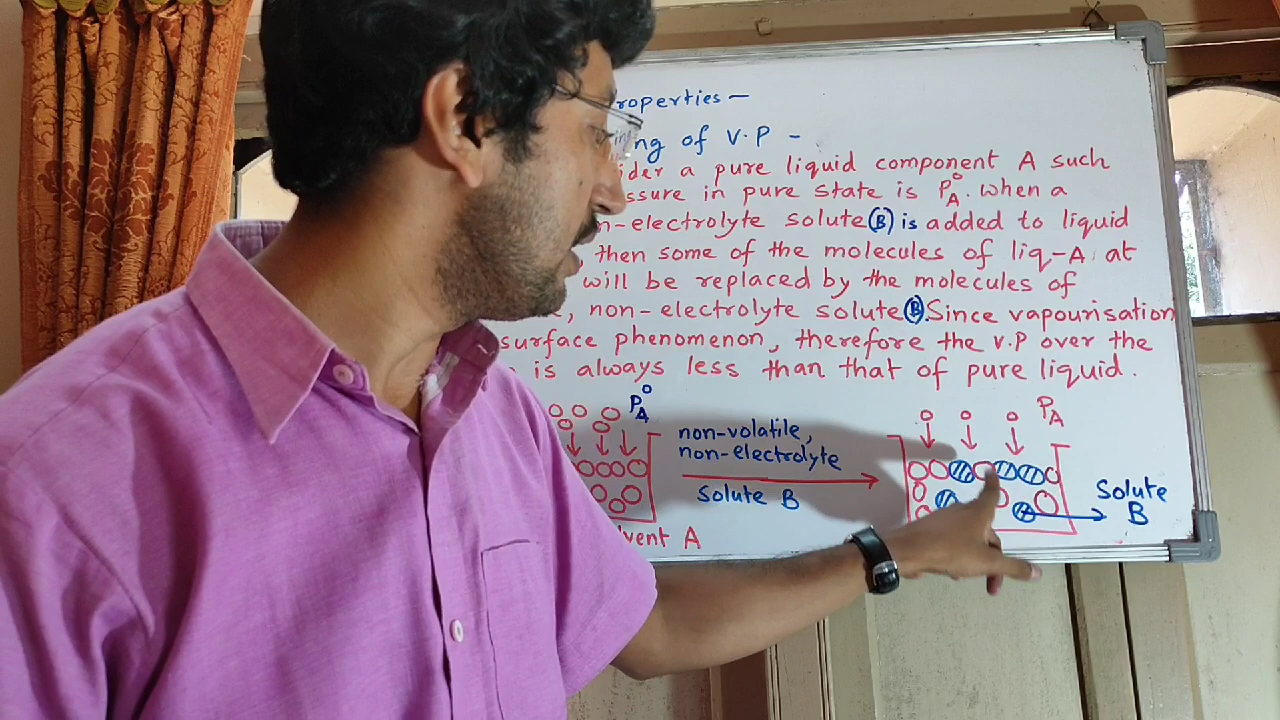 roperties —
ng of V.P –
ider a pure liquid component A such
ssure in pure state is P°A. when a
n-electrolyte solute (B) is added to liquid
, then some of the molecules of liq-A at
will be replaced by the molecules of
, non-electrolyte solute (B). Since vapourisation
surface phenomenon, therefore the V.P over the
is always less than that of pure liquid.
P°A
non-volatile,
non-electrolyte
Solute B
PA
Solute
B
vent A